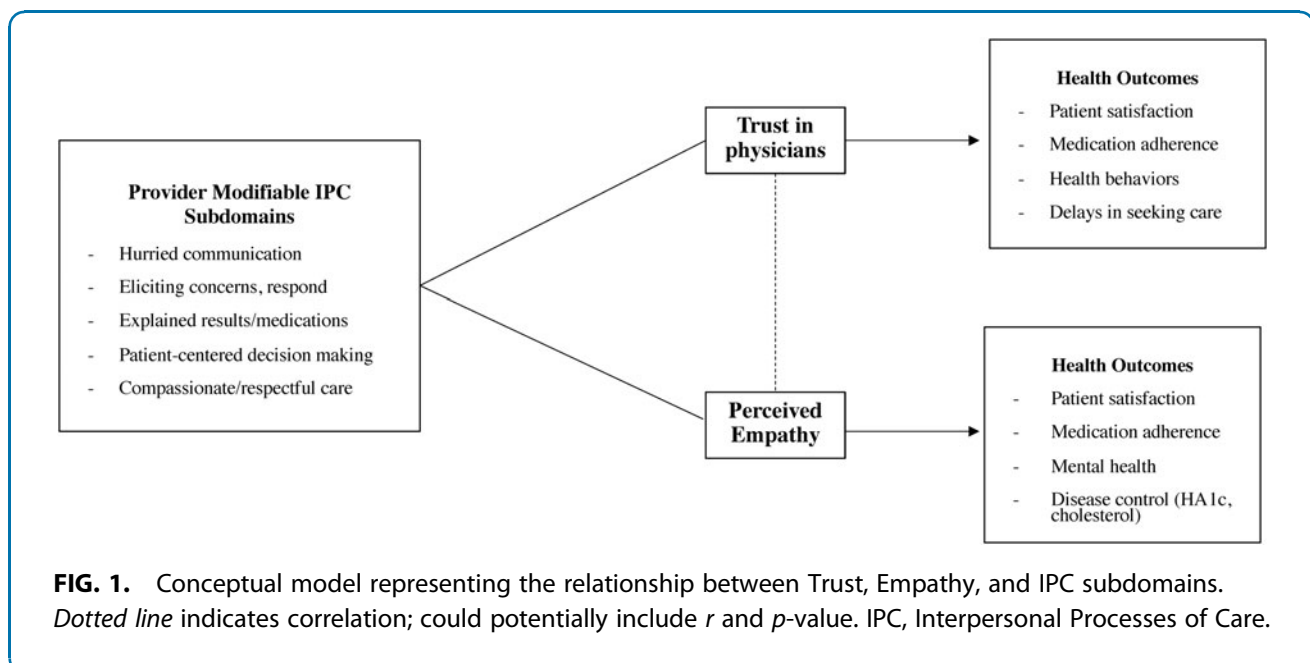 Provider Modifiable IPC
Subdomains
- Hurried communication
- Eliciting concerns, respond
- Explained results/medications
- Patient-centered decision making
- Compassionate/respectful care
Trust in
physicians
Perceived
Empathy
Health Outcomes
- Patient satisfaction
- Medication adherence
- Health behaviors
- Delays in seeking care
Health Outcomes
- Patient satisfaction
- Medication adherence
- Mental health
- Disease control (HA1c,
cholesterol)
FIG. 1. Conceptual model representing the relationship between Trust, Empathy, and IPC subdomains.
Dotted line indicates correlation; could potentially include r and p-value. IPC, Interpersonal Processes of Care.